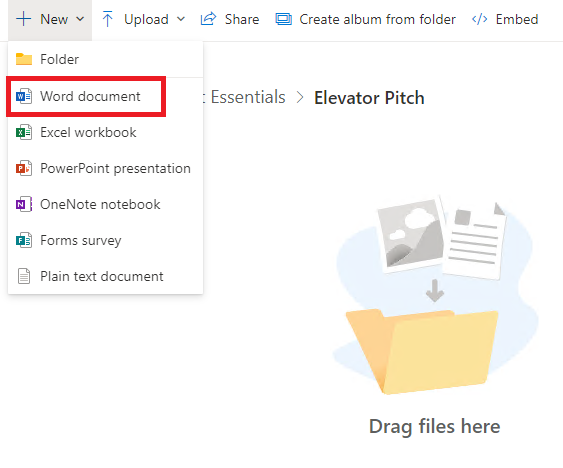 New Upload Share Create album from folder Embed
Folder
Word document
t Essentials > Elevator Pitch
Excel workbook
PowerPoint presentation
OneNote notebook
Forms survey
Plain text document
Drag files here